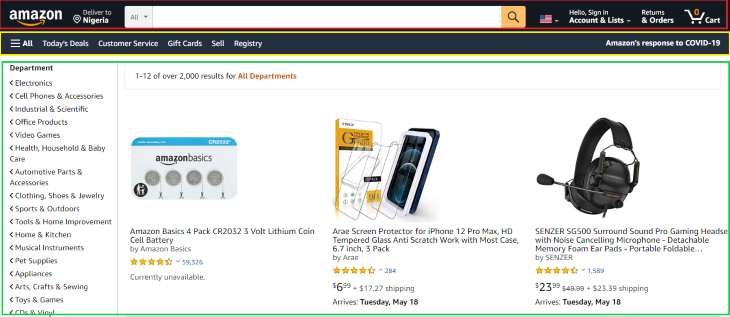 amazon
Deliver to
Nigeria
All
Hello, Sign in
Account & Lists
Returns
& Orders
0
Cart
All
Today's Deals
Customer Service
Gift Cards
Sell
Registry
Amazon's response to COVID-19
Department
Electronics
Cell Phones & Accessories
Industrial & Scientific
Office Products
Video Games
Health, Household & Baby
Care
Automotive Parts &
Accessories
Clothing, Shoes & Jewelry
Sports & Outdoors
Tools & Home Improvement
Home & Kitchen
Musical Instruments
Pet Supplies
Appliances
Arts, Crafts & Sewing
Toys & Games
CDs & Vinyl
1-12 of over 2,000 results for All Departments
CR2032
amazonbasics
Amazon Basics 4 Pack CR2032 3 Volt Lithium Coin
Cell Battery
by Amazon Basics
59,326
Currently unavailable.
Arae Screen Protector for iPhone 12 Pro Max, HD
Tempered Glass Anti Scratch Work with Most Case,
6.7 inch, 3 Pack
by Arae
284
$6.99 + $17.27 shipping
Arrives: Tuesday, May 18
SENZER SG500 Surround Sound Pro Gaming Headse
with Noise Cancelling Microphone - Detachable
Memory Foam Ear Pads - Portable Foldable...
by SENZER
1,589
$23.99 $49.99 + $23.39 shipping
Arrives: Tuesday, May 18